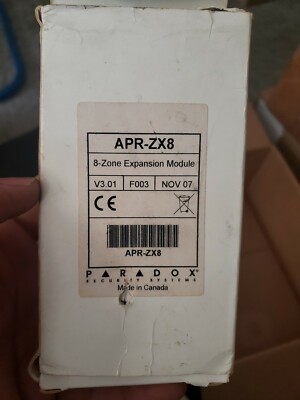 APR-ZX8
8-Zone Expansion Module
V3.01 F003 NOV 07
CE
APR-ZX8
PARADOX
SECURITY SYSTEMS
Made in Canada